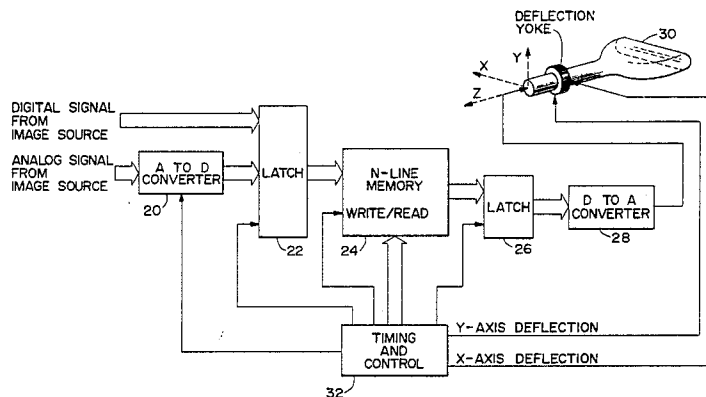 DEFLECTION
YOKE
30
Y
X
Z
DIGITAL SIGNAL
FROM
IMAGE SOURCE
ANALOG SIGNAL
FROM
IMAGE SOURCE
A TO D
CONVERTER
20
LATCH
22
N-LINE
MEMORY
WRITE/READ
24
LATCH
26
D TO A
CONVERTER
28
TIMING
AND
CONTROL
32
Y-AXIS DEFLECTION
X-AXIS DEFLECTION